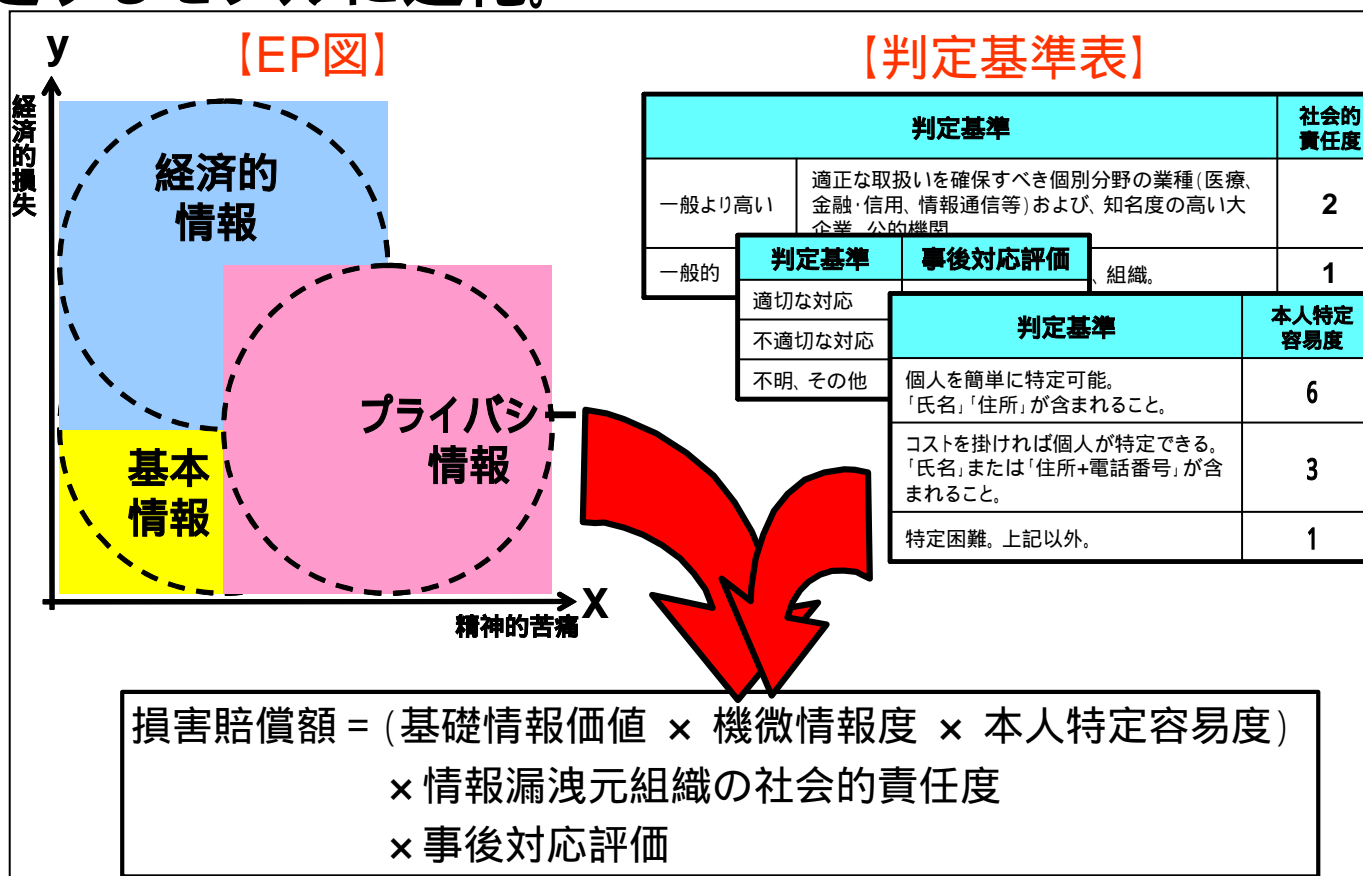 進化。
【EP図】
y
経済的損失
経済的
情報
基本
情報
プライバシー
情報
X
精神的苦痛
【判定基準表】
判定基準
社会的
責任度
一般より高い
適正な取扱いを確保すべき個別分野の業種(医療、
金融・信用、情報通信等)および、知名度の高い大
企業、公的機関
2
一般的
、組織。
1
判定基準
事後対応評価
適切な対応
不適切な対応
不明、その他
判定基準
本人特定
容易度
個人を簡単に特定可能。
「氏名」「住所」が含まれること。
6
コストを掛ければ個人が特定できる。
「氏名」または「住所+電話番号」が含
まれること。
3
特定困難。上記以外。
1
損害賠償額 = (基礎情報価値 × 機微情報度 × 本人特定容易度)
× 情報漏洩元組織の社会的責任度
× 事後対応評価